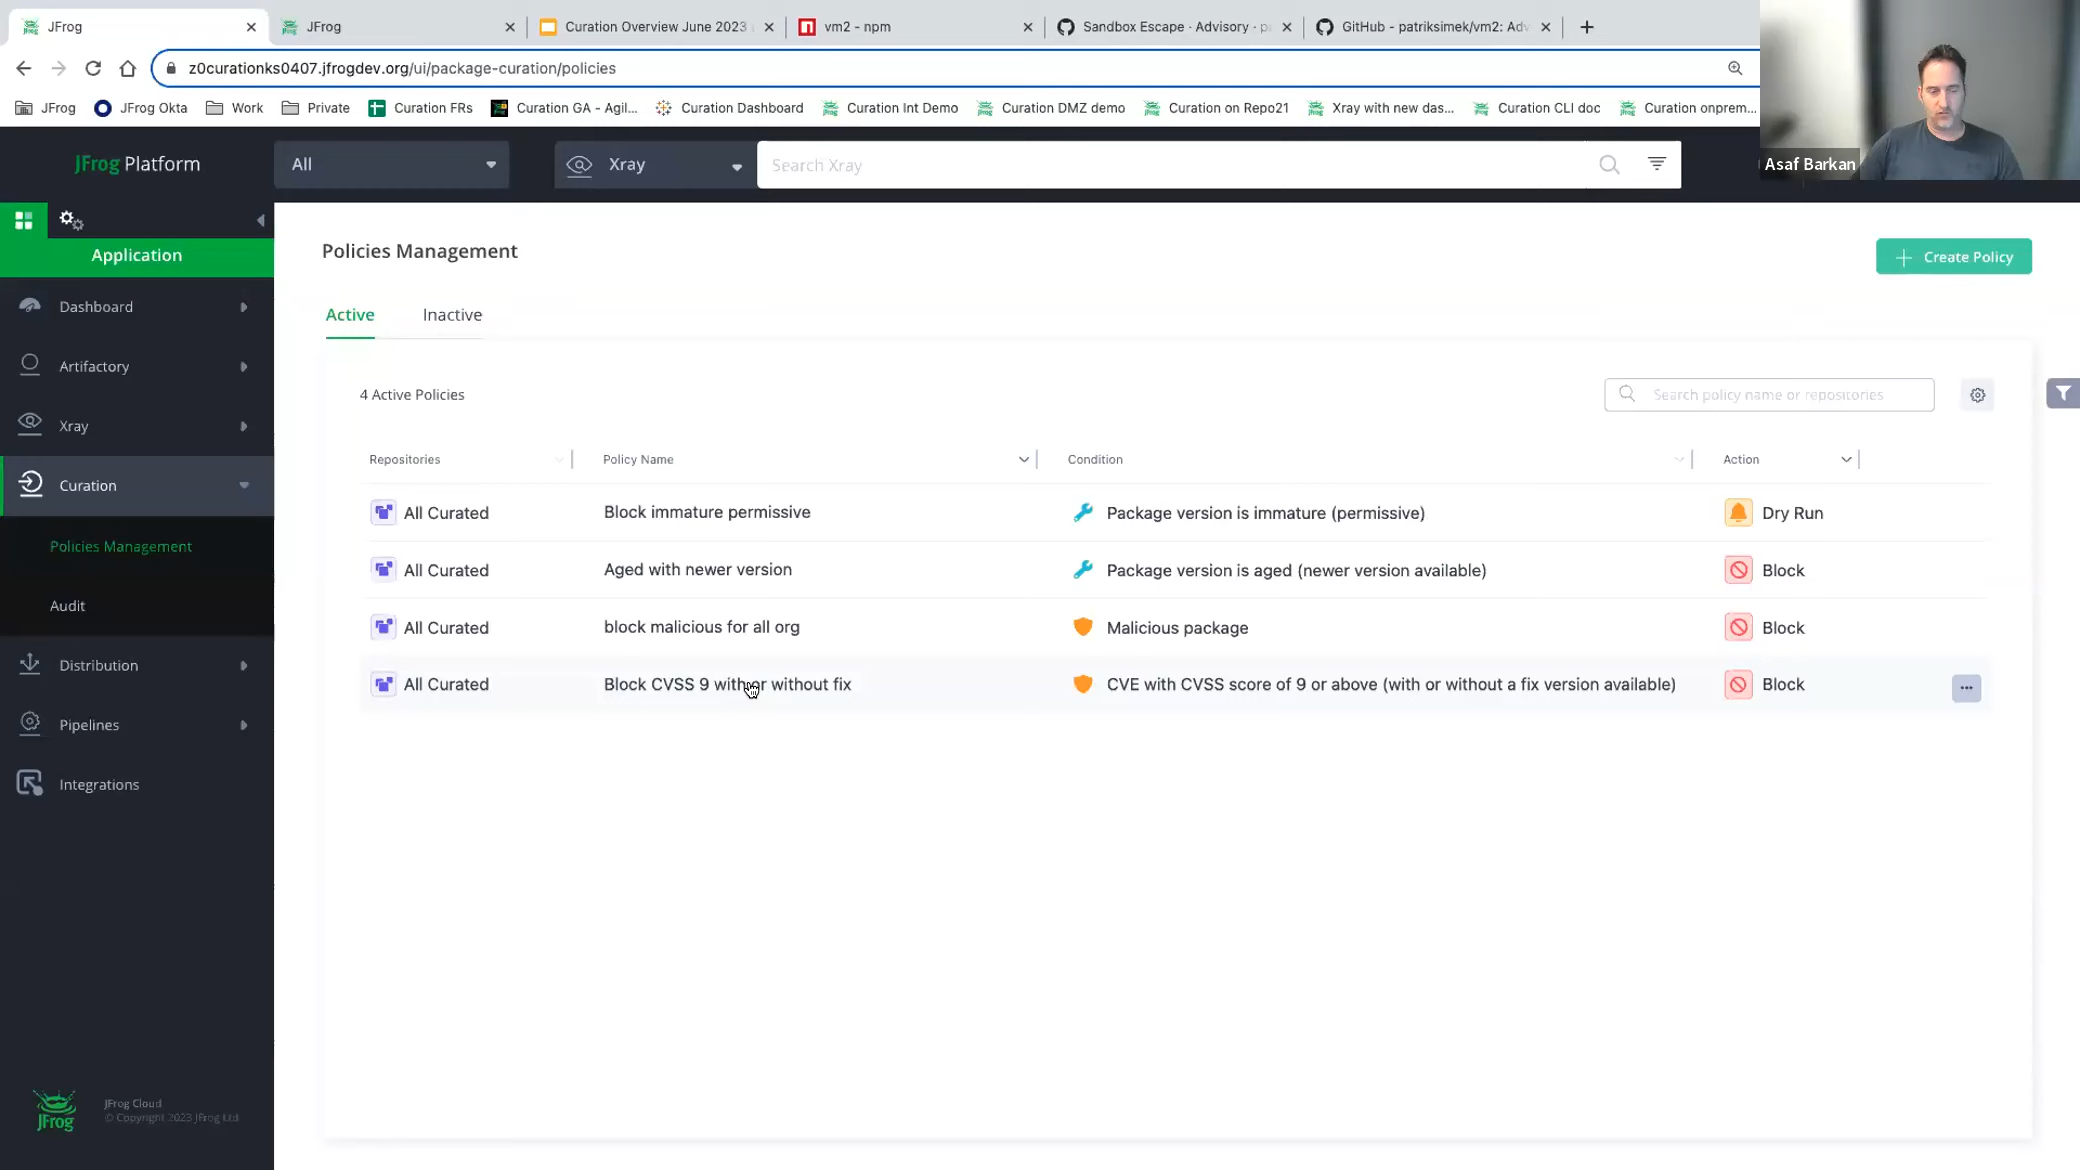 JFrog
JFrog
Curation Overview June 2023
vm2 - npm
Sandbox Escape · Advisory · p
GitHub - patriksimek/vm2: Adv
z0curationks0407.jfrogdev.org/ui/package-curation/policies
JFrog
JFrog Okta
Work
Private
Curation FRs
Curation GA - Agil...
Curation Dashboard
Curation Int Demo
Curation DMZ demo
Curation on Repo21
Xray with new das...
Curation CLI doc
Curation onprem...
JFrog Platform
All
Xray
Search Xray
Asaf Barkan
Application
Dashboard
Artifactory
Xray
Curation
Policies Management
Audit
Distribution
Pipelines
Integrations
JFrog
JFrog Cloud
© Copyright 2023 JFrog Ltd
Policies Management
Create Policy
Active
Inactive
4 Active Policies
Search policy name or repositories
Repositories
Policy Name
Condition
Action
All Curated
Block immature permissive
Package version is immature (permissive)
Dry Run
All Curated
Aged with newer version
Package version is aged (newer version available)
Block
All Curated
block malicious for all org
Malicious package
Block
All Curated
Block CVSS 9 with or without fix
CVE with CVSS score of 9 or above (with or without a fix version available)
Block